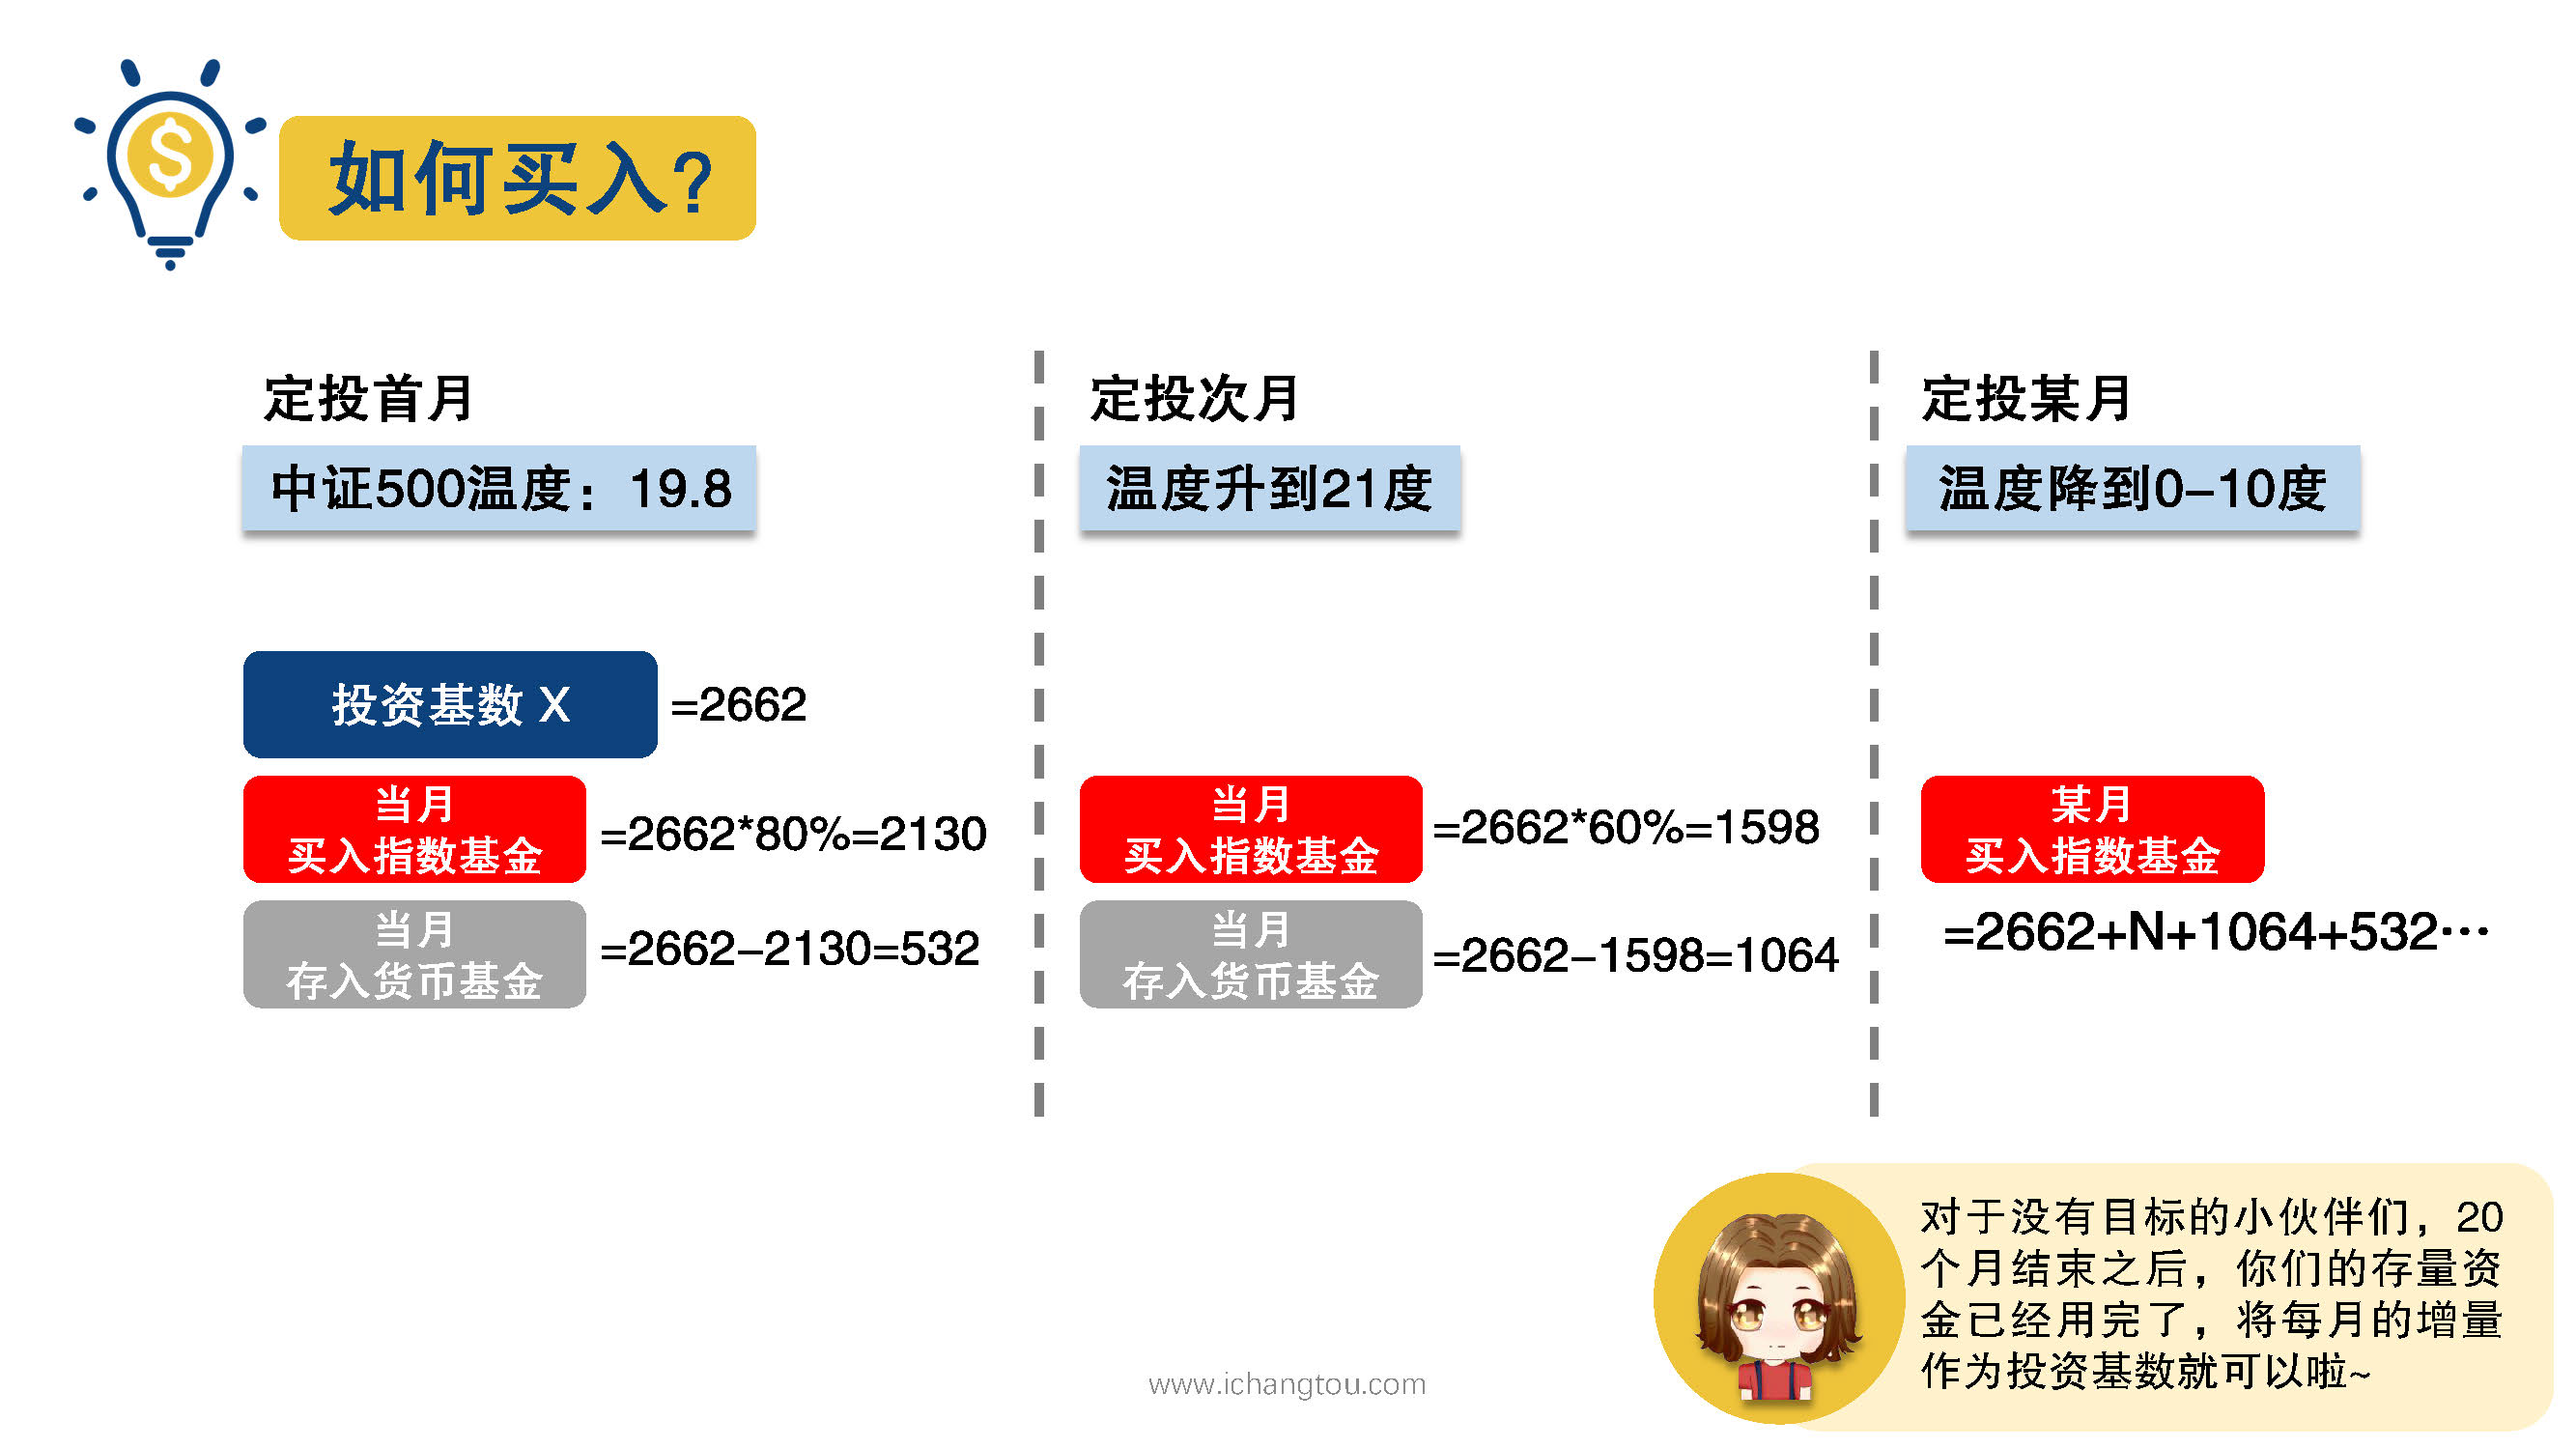 如何买入?
定投首月
中证500温度：19.8
投资基数 X
=2662
当月
买入指数基金
=2662*80%=2130
当月
存入货币基金
=2662-2130=532
定投次月
温度升到21度
当月
买入指数基金
=2662*60%=1598
当月
存入货币基金
=2662-1598=1064
定投某月
温度降到0-10度
某月
买入指数基金
=2662+N+1064+532…
对于没有目标的小伙伴们，20
个月结束之后，你们的存量资
金已经用完了，将每月的增量
作为投资基数就可以啦~
www.ichangtou.com